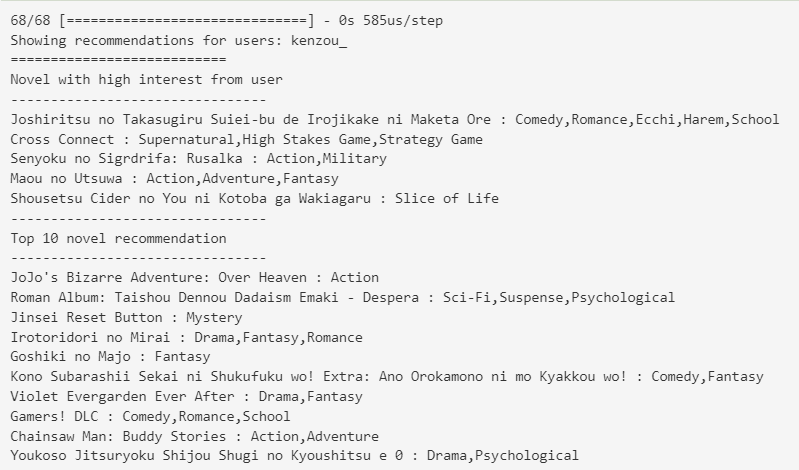 68/68 [==============================] - 0s 585us/step
Showing recommendations for users: kenzou_
===========================
Novel with high interest from user
--------------------------------
Joshiritsu no Takasugiru Suiei-bu de Irojikake ni Maketa Ore : Comedy,Romance,Ecchi,Harem,School
Cross Connect : Supernatural,High Stakes Game,Strategy Game
Senyoku no Sigrdrifa: Rusalka : Action,Military
Maou no Utsuwa : Action,Adventure,Fantasy
Shousetsu Cider no You ni Kotoba ga Wakiagaru : Slice of Life
--------------------------------
Top 10 novel recommendation
--------------------------------
JoJo's Bizarre Adventure: Over Heaven : Action
Roman Album: Taishou Dennou Dadaism Emaki - Despera : Sci-Fi,Suspense,Psychological
Jinsei Reset Button : Mystery
Irotoridori no Mirai : Drama,Fantasy,Romance
Goshiki no Majo : Fantasy
Kono Subarashii Sekai ni Shukufuku wo! Extra: Ano Orokamono ni mo Kyakkou wo! : Comedy,Fantasy
Violet Evergarden Ever After : Drama,Fantasy
Gamers! DLC : Comedy,Romance,School
Chainsaw Man: Buddy Stories : Action,Adventure
Youkoso Jitsuryoku Shijou Shugi no Kyoushitsu e 0 : Drama,Psychological